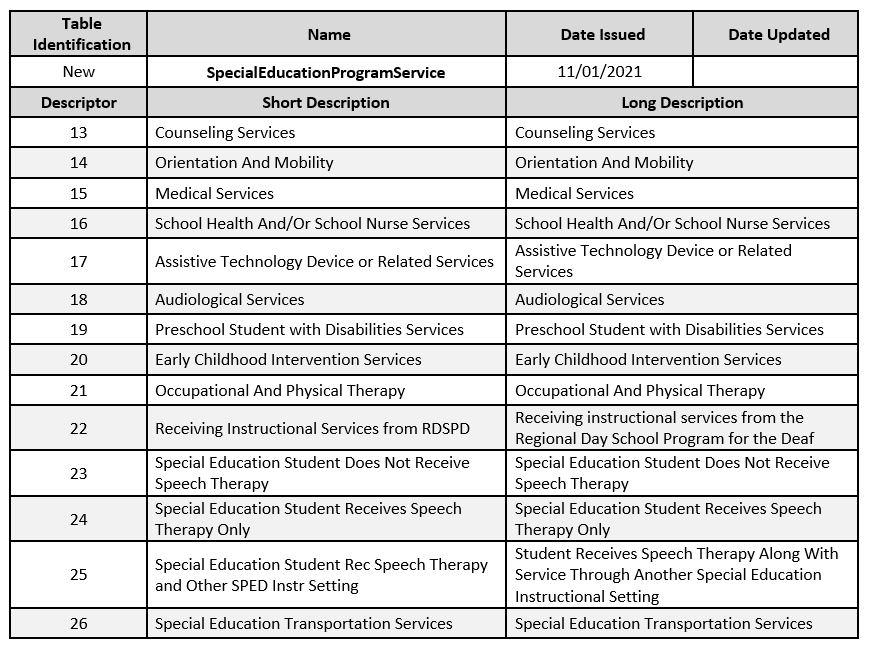 Table Identification Name Date Issued Date Updated
New SpecialEducationProgramService 11/01/2021
Descriptor Short Description Long Description
13 Counseling Services Counseling Services
14 Orientation And Mobility Orientation And Mobility
15 Medical Services Medical Services
16 School Health And/Or School Nurse Services School Health And/Or School Nurse Services
17 Assistive Technology Device or Related Services Assistive Technology Device or Related Services
18 Audiological Services Audiological Services
19 Preschool Student with Disabilities Services Preschool Student with Disabilities Services
20 Early Childhood Intervention Services Early Childhood Intervention Services
21 Occupational And Physical Therapy Occupational And Physical Therapy
22 Receiving Instructional Services from RDSPD Receiving instructional services from the Regional Day School Program for the Deaf
23 Special Education Student Does Not Receive Speech Therapy Special Education Student Does Not Receive Speech Therapy
24 Special Education Student Receives Speech Therapy Only Special Education Student Receives Speech Therapy Only
25 Special Education Student Rec Speech Therapy and Other SPED Instr Setting Student Receives Speech Therapy Along With Service Through Another Special Education Instructional Setting
26 Special Education Transportation Services Special Education Transportation Services